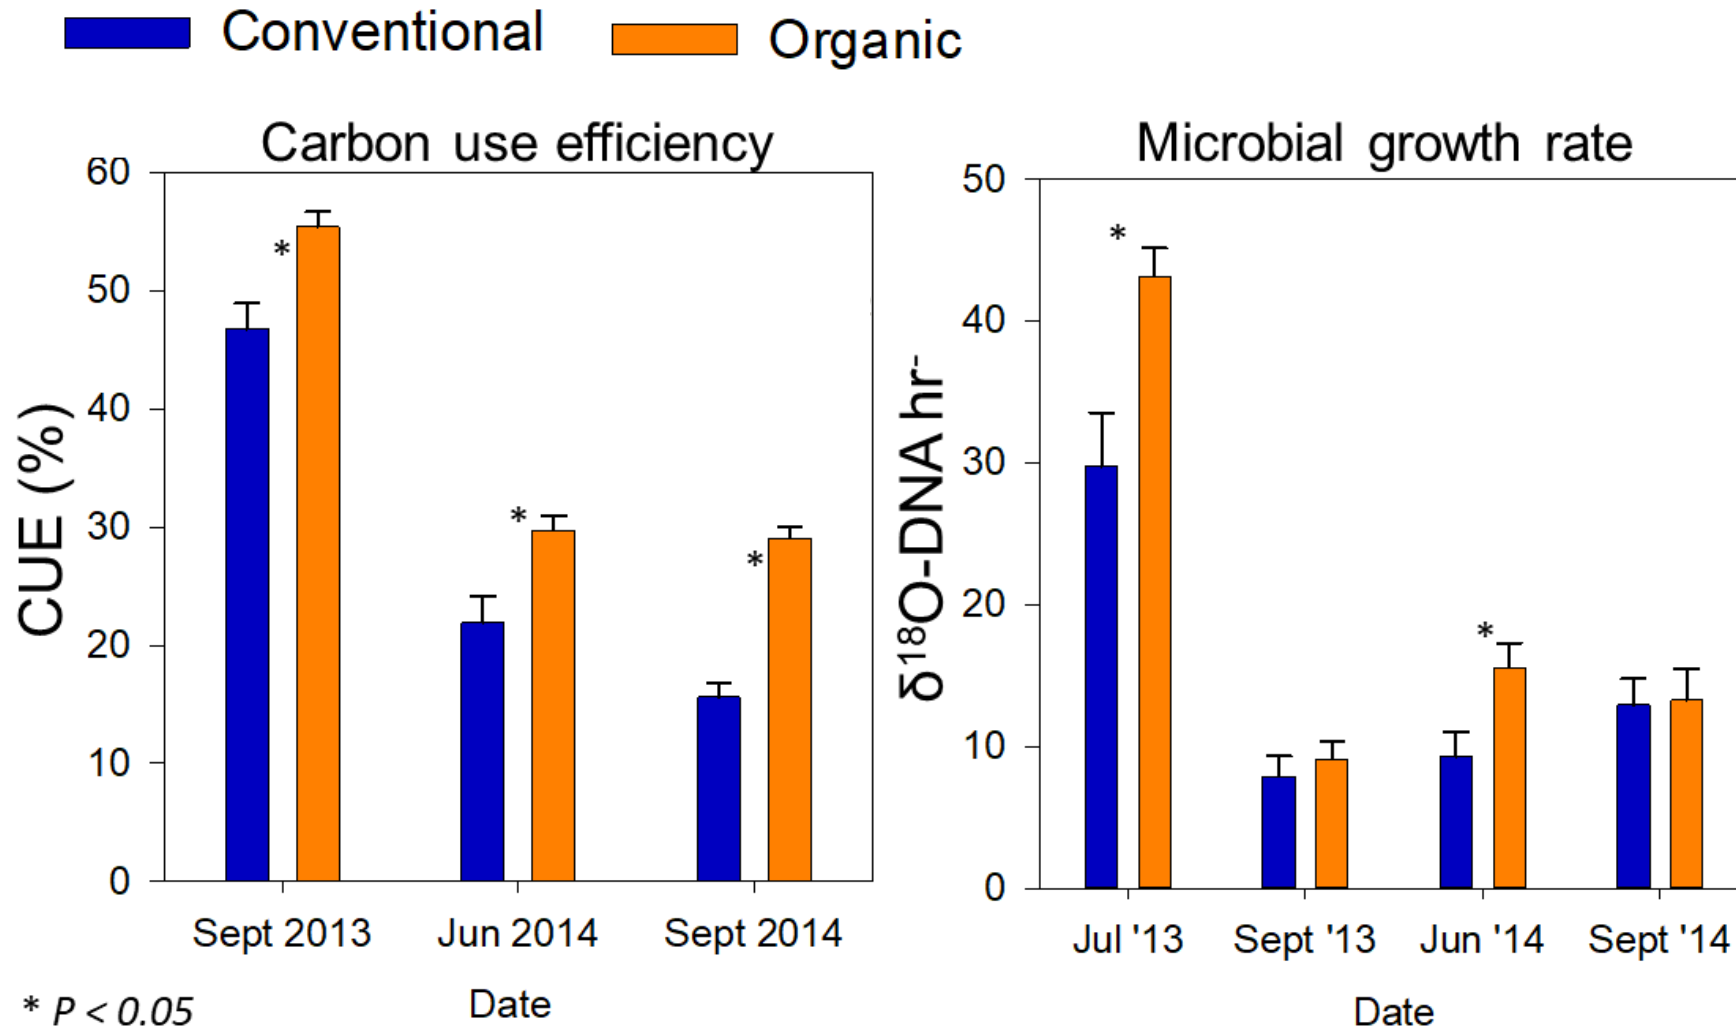 Conventional
Organic
Carbon use efficiency
60
50
40
30
20
10
0
CUE (%)
*
*
*
Sept 2013
Jun 2014
Sept 2014
Date
* P < 0.05
Microbial growth rate
50
40
30
20
10
0
δ¹⁸O-DNA hr⁻
*
*
Jul '13
Sept '13
Jun '14
Sept '14
Date